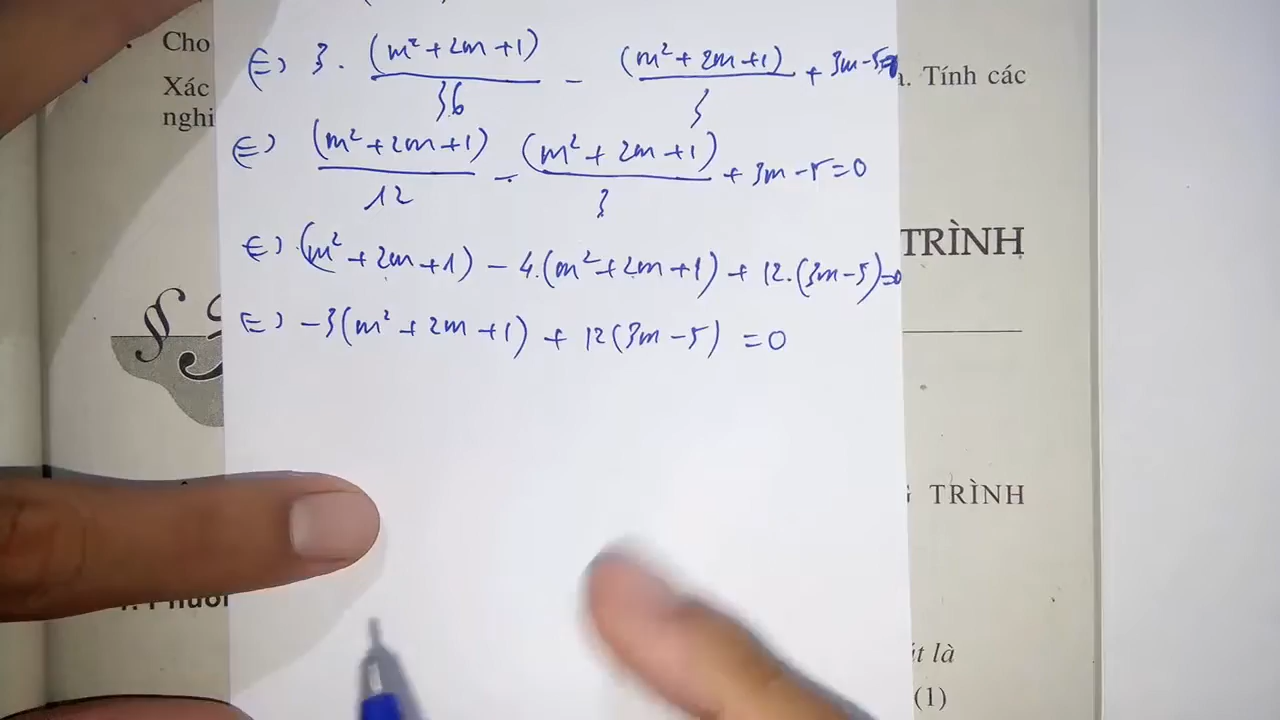 Cho
Xác
nghi
. Tính các
⇔ 3 . (m² + 2m + 1)/36 − (m² + 2m + 1)/3 + 3m − 5 = 0
⇔ (m² + 2m + 1)/12 − (m² + 2m + 1)/3 + 3m − 5 = 0
⇔ (m² + 2m + 1) − 4.(m² + 2m + 1) + 12.(3m − 5) = 0
⇔ −3(m² + 2m + 1) + 12(3m − 5) = 0
TRÌNH
TRÌNH
là
(1)